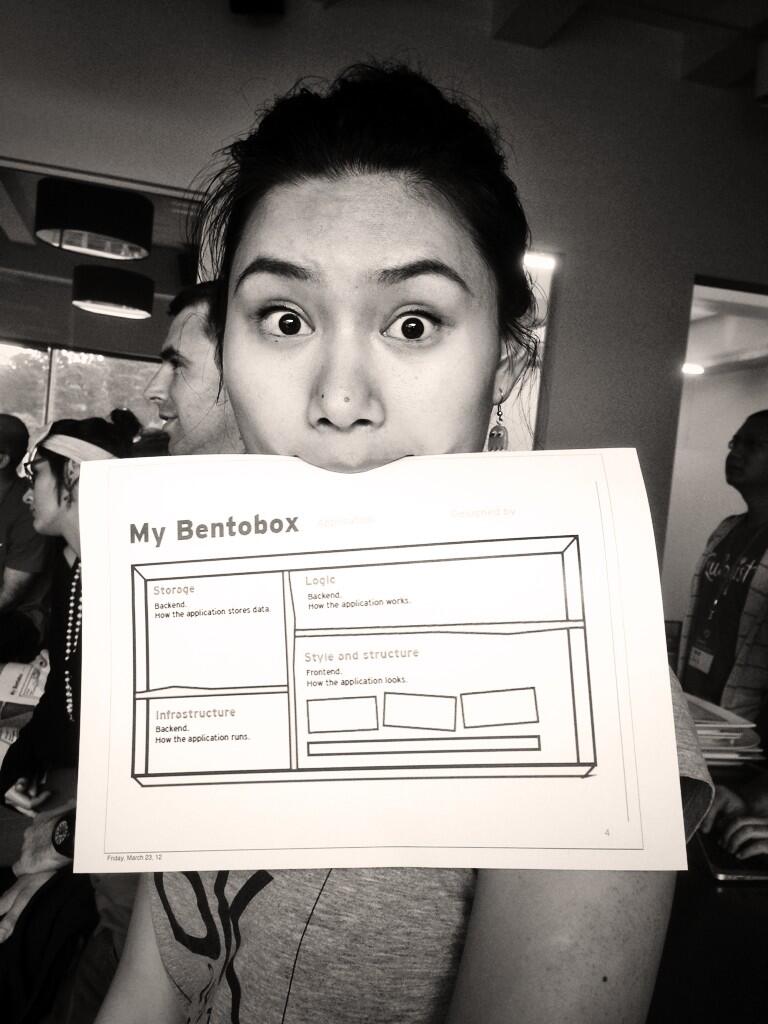 My Bentobox Application Designed by
Storage
Backend.
How the application stores data.
Logic
Backend.
How the application works.
Style and structure
Frontend.
How the application looks.
Infrastructure
Backend.
How the application runs.
4
Friday, March 23, 12